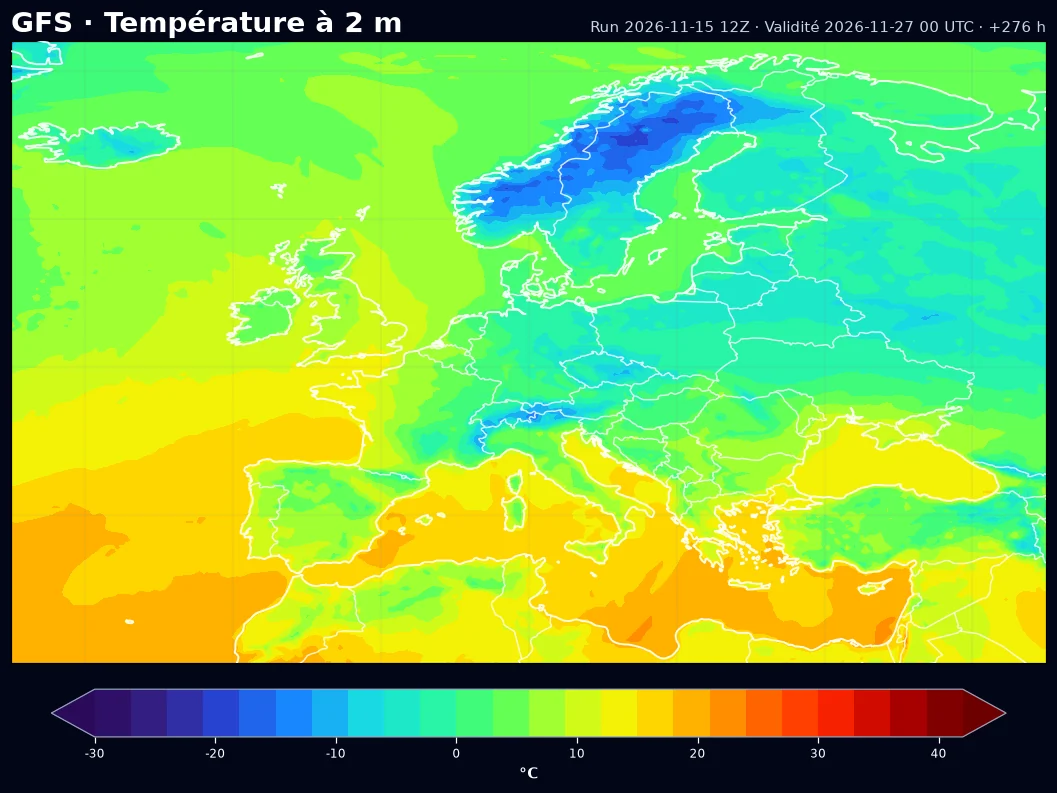 GFS · Température à 2 m
Run 2026-11-15 12Z · Validité 2026-11-27 00 UTC · +276 h
-30 -20 -10 0 10 20 30 40
°C